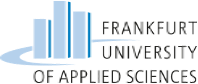 FRANKFURT
UNIVERSITY
OF APPLIED SCIENCES